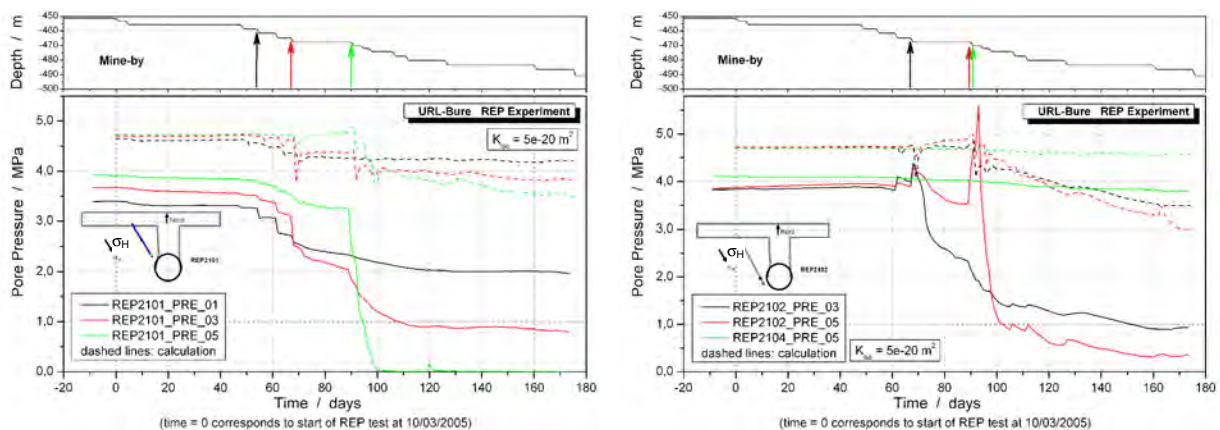 -450
-460
-470
-480
-490
-500
Depth / m
Mine-by
URL-Bure REP Experiment
5,0
4,0
3,0
2,0
1,0
0,0
Pore Pressure / MPa
= 5e-20 m²
σH
REP2101
REP2101_PRE_01
REP2101_PRE_03
REP2101_PRE_05
dashed lines: calculation
-20 0 20 40 60 80 100 120 140 160 180
Time / days
(time = 0 corresponds to start of REP test at 10/03/2005)
-450
-460
-470
-480
-490
-500
Depth / m
Mine-by
URL-Bure REP Experiment
5,0
4,0
3,0
2,0
1,0
0,0
Pore Pressure / MPa
σH
REP2102_PRE_03
REP2102_PRE_05
REP2104_PRE_05
dashed lines: calculation
= 5e-20 m²
-20 0 20 40 60 80 100 120 140 160 180
Time / days
(time = 0 corresponds to start of REP test at 10/03/2005)